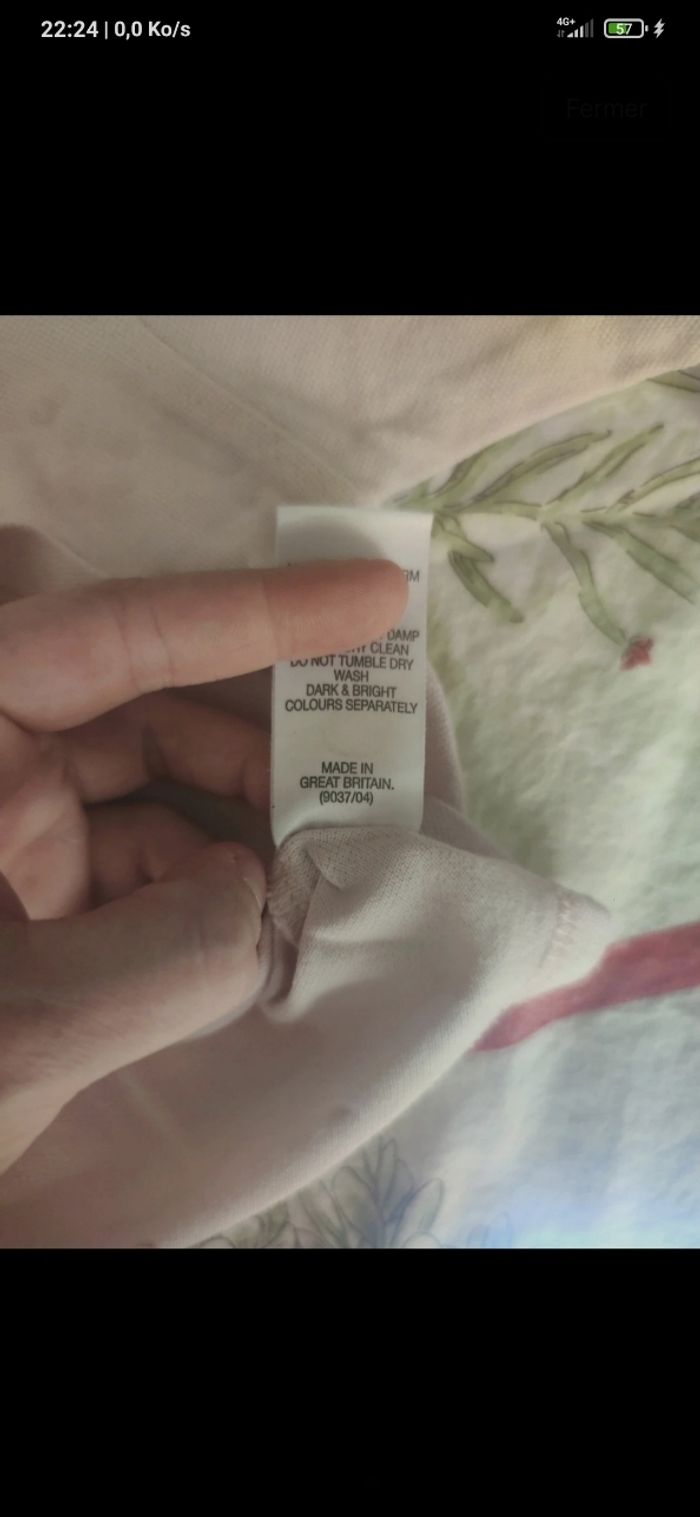 22:24 | 0,0 Ko/s
4G+
57
Fermer
DAMP
CLEAN
DO NOT TUMBLE DRY
WASH
DARK & BRIGHT
COLOURS SEPARATELY
MADE IN
GREAT BRITAIN.
(9037/04)